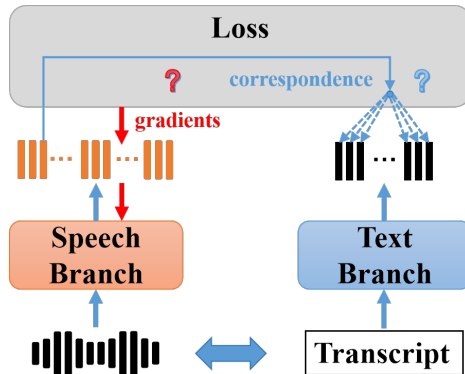 Loss
?
correspondence
?
gradients
... ...
...
Speech
Branch
Text
Branch
Transcript